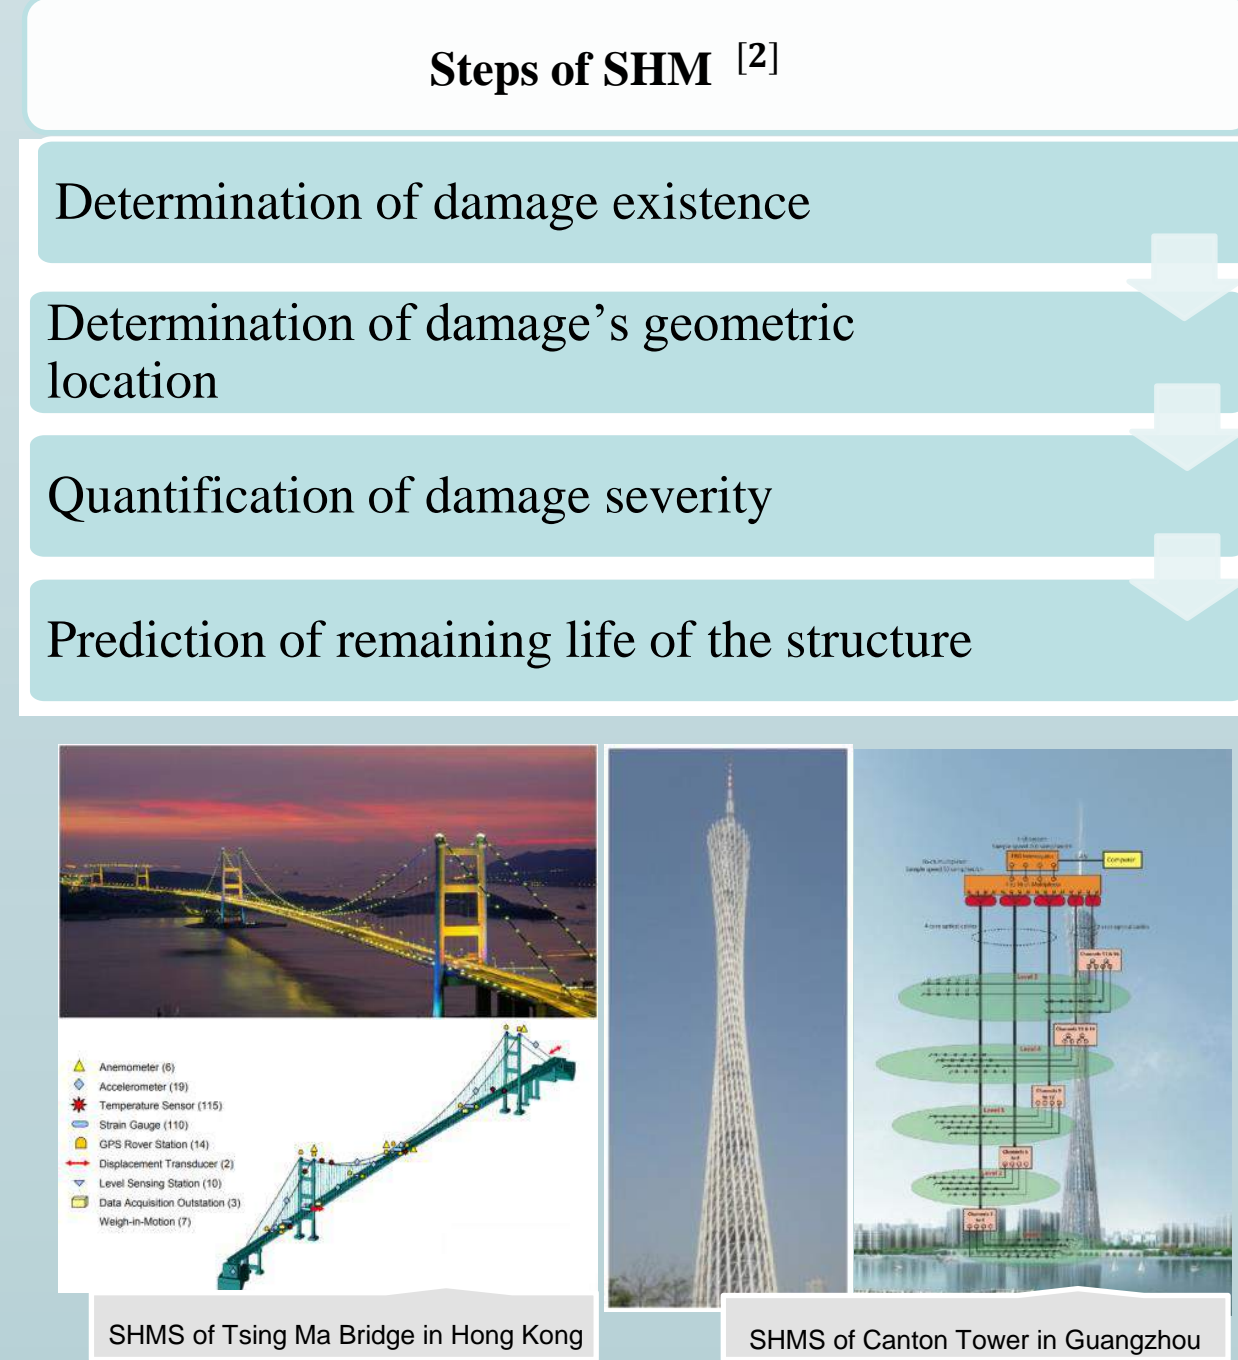 Steps of SHM [2]
Determination of damage existence
Determination of damage’s geometric
location
Quantification of damage severity
Prediction of remaining life of the structure
Anemometer (6)
Accelerometer (19)
Temperature Sensor (115)
Strain Gauge (110)
GPS Rover Station (14)
Displacement Transducer (2)
Level Sensing Station (10)
Data Acquisition Outstation (3)
Weigh-in-Motion (7)
Computer
SHMS of Tsing Ma Bridge in Hong Kong
SHMS of Canton Tower in Guangzhou